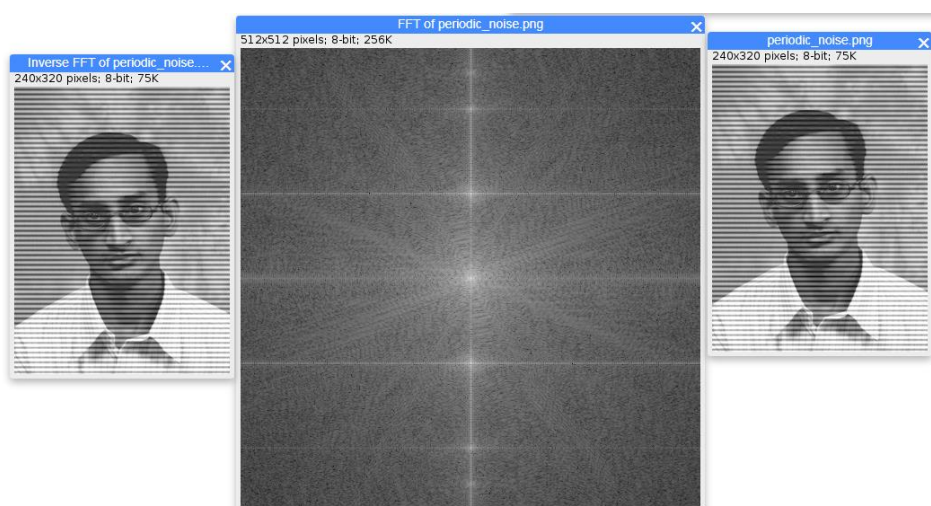 Inverse FFT of periodic_noise....
240x320 pixels; 8-bit; 75K
FFT of periodic_noise.png
512x512 pixels; 8-bit; 256K
periodic_noise.png
240x320 pixels; 8-bit; 75K